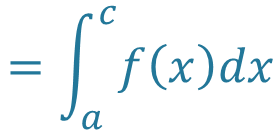 = ∫_a^c f(x)dx